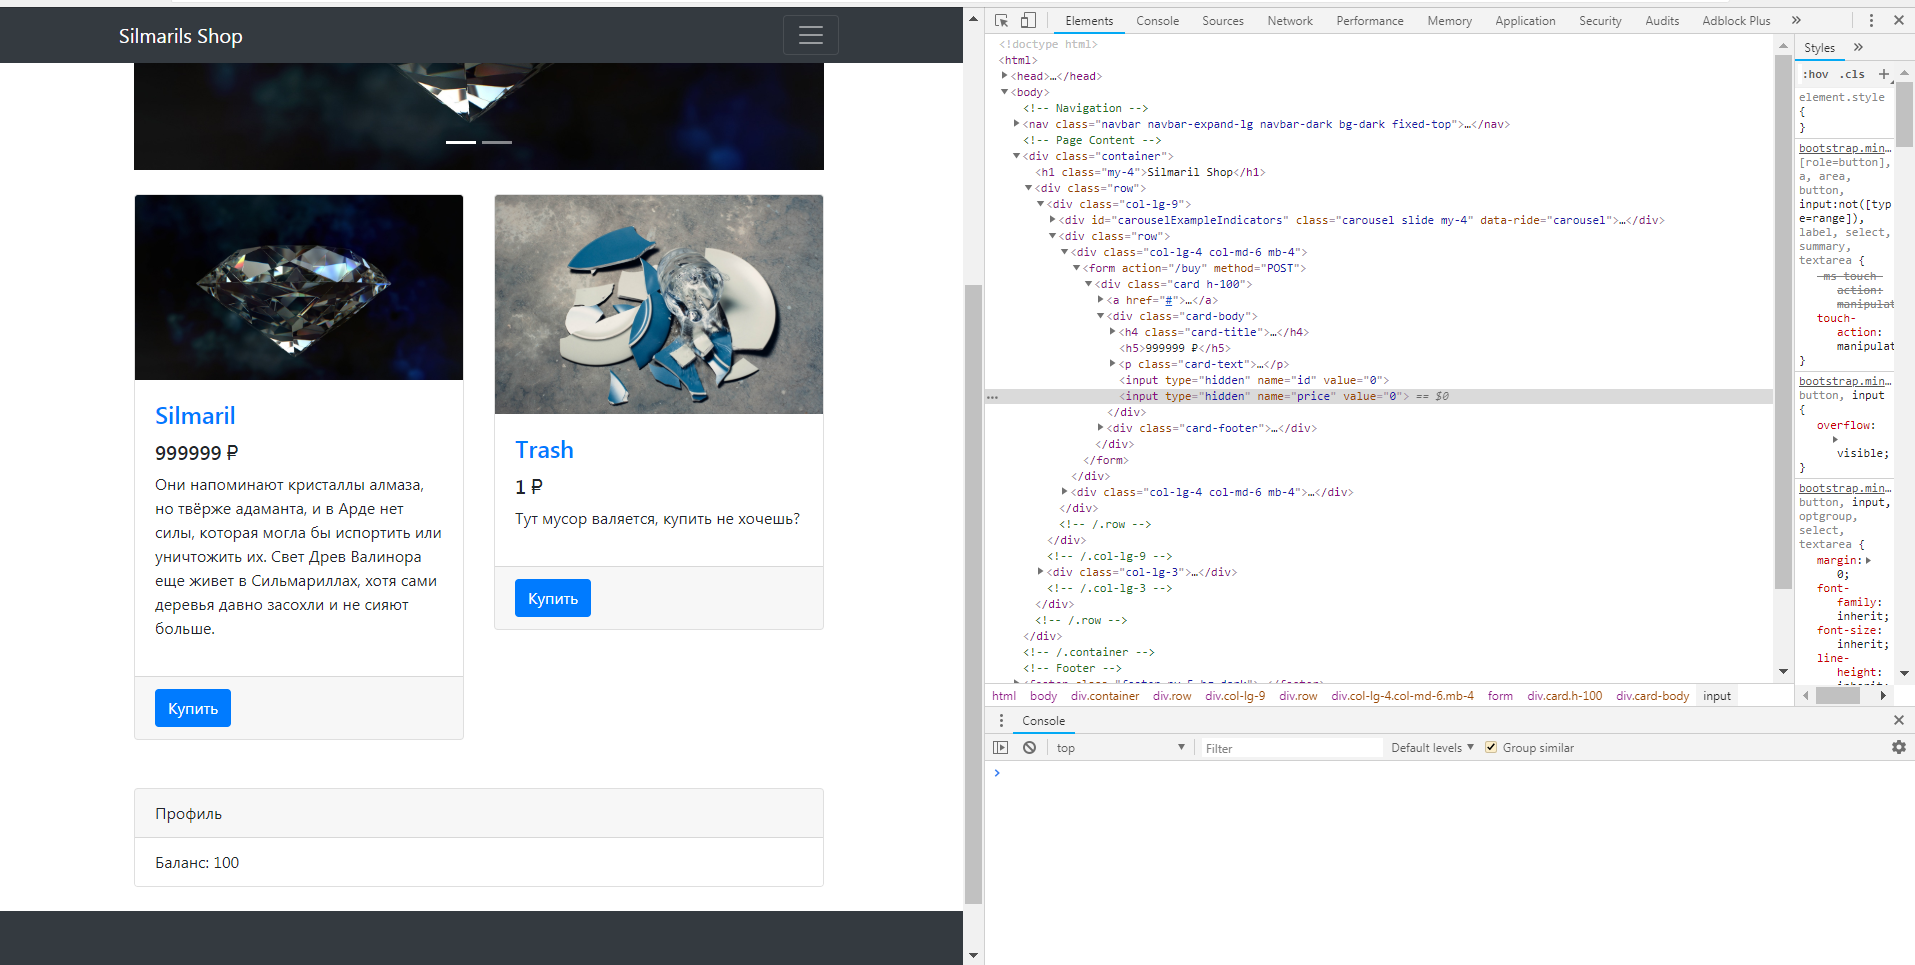 Silmarils Shop
Silmaril
999999 ₽
Они напоминают кристаллы алмаза,
но твёрже адаманта, и в Арде нет
силы, которая могла бы испортить или
уничтожить их. Свет Древ Валинора
еще живет в Сильмариллах, хотя сами
деревья давно засохли и не сияют
больше.
Купить
Trash
1 ₽
Тут мусор валяется, купить не хочешь?
Купить
Профиль
Баланс: 100
Elements Console Sources Network Performance Memory Application Security Audits Adblock Plus »
<!doctype html>
<html>
<head>…</head>
<body>
<!-- Navigation -->
<nav class="navbar navbar-expand-lg navbar-dark bg-dark fixed-top">…</nav>
<!-- Page Content -->
<div class="container">
<h1 class="my-4">Silmaril Shop</h1>
<div class="row">
<div class="col-lg-9">
<div id="carouselExampleIndicators" class="carousel slide my-4" data-ride="carousel">…</div>
<div class="row">
<div class="col-lg-4 col-md-6 mb-4">
<form action="/buy" method="POST">
<div class="card h-100">
<a href="#">…</a>
<div class="card-body">
<h4 class="card-title">…</h4>
<h5>999999 ₽</h5>
<p class="card-text">…</p>
<input type="hidden" name="id" value="0">
… <input type="hidden" name="price" value="0"> == $0
</div>
<div class="card-footer">…</div>
</div>
</form>
</div>
<div class="col-lg-4 col-md-6 mb-4">…</div>
</div>
<!-- /.row -->
</div>
<!-- /.col-lg-9 -->
<div class="col-lg-3">…</div>
<!-- /.col-lg-3 -->
</div>
<!-- /.row -->
</div>
<!-- /.container -->
<!-- Footer -->
html body div.container div.row div.col-lg-9 div.row div.col-lg-4.col-md-6.mb-4 form div.card.h-100 div.card-body input
Styles »
:hov .cls +
element.style
{
}
bootstrap.min…
[role=button],
a, area,
button,
input:not([typ
e=range]),
label, select,
summary,
textarea {
-ms-touch-
action:
manipulat
touch-
action:
manipulat
}
bootstrap.min…
button, input
{
overflow:
visible;
}
bootstrap.min…
button, input,
optgroup,
select,
textarea {
margin:
0;
font-
family:
inherit;
font-size:
inherit;
line-
height:
Console
top Filter Default levels Group similar